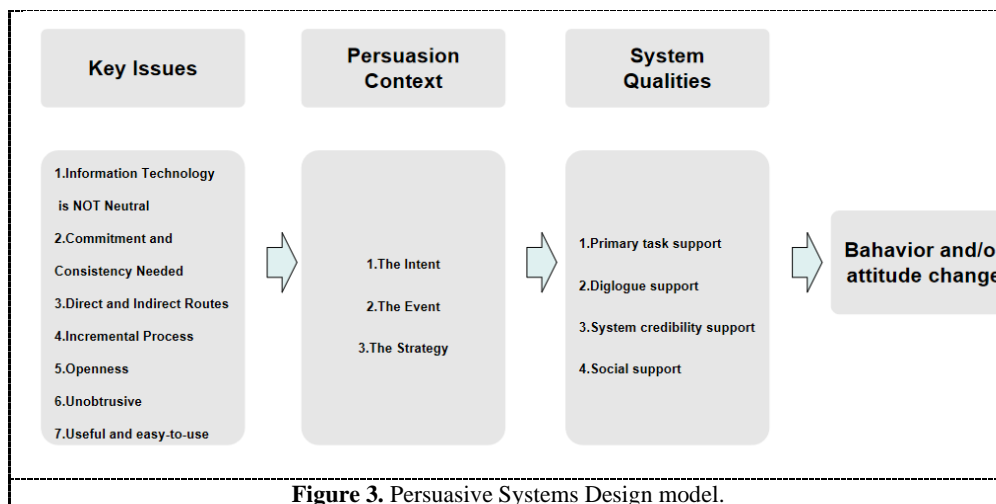 Key Issues
Persuasion
Context
System
Qualities
1.Information Technology
is NOT Neutral
2.Commitment and
Consistency Needed
3.Direct and Indirect Routes
4.Incremental Process
5.Openness
6.Unobtrusive
7.Useful and easy-to-use
1.The Intent
2.The Event
3.The Strategy
1.Primary task support
2.Diglogue support
3.System credibility support
4.Social support
Bahavior and/o
attitude change
Figure 3. Persuasive Systems Design model.